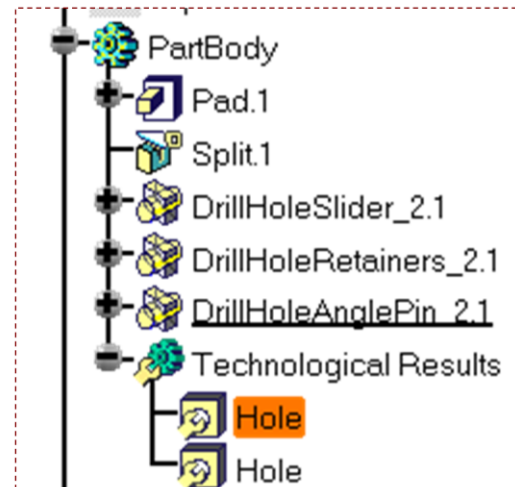 PartBody
Pad.1
Split.1
DrillHoleSlider_2.1
DrillHoleRetainers_2.1
DrillHoleAnglePin_2.1
Technological Results
Hole
Hole